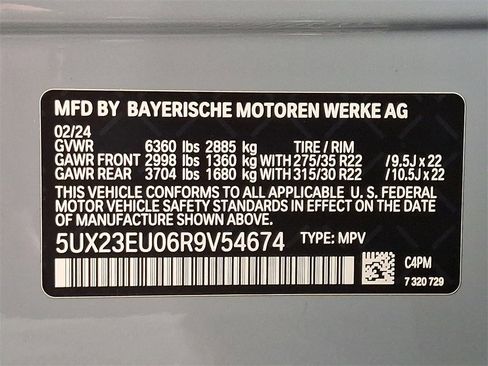 MFD BY BAYERISCHE MOTOREN WERKE AG
02/24
GVWR 6360 lbs 2885 kg TIRE / RIM
GAWR FRONT 2998 lbs 1360 kg WITH 275/35 R22 / 9.5J x 22
GAWR REAR 3704 lbs 1680 kg WITH 315/30 R22 / 10.5J x 22
THIS VEHICLE CONFORMS TO ALL APPLICABLE U. S. FEDERAL
MOTOR VEHICLE SAFETY STANDARDS IN EFFECT ON THE
DATE OF MANUFACTURE SHOWN ABOVE.
5UX23EU06R9V54674 TYPE: MPV
C4PM
7 320 729